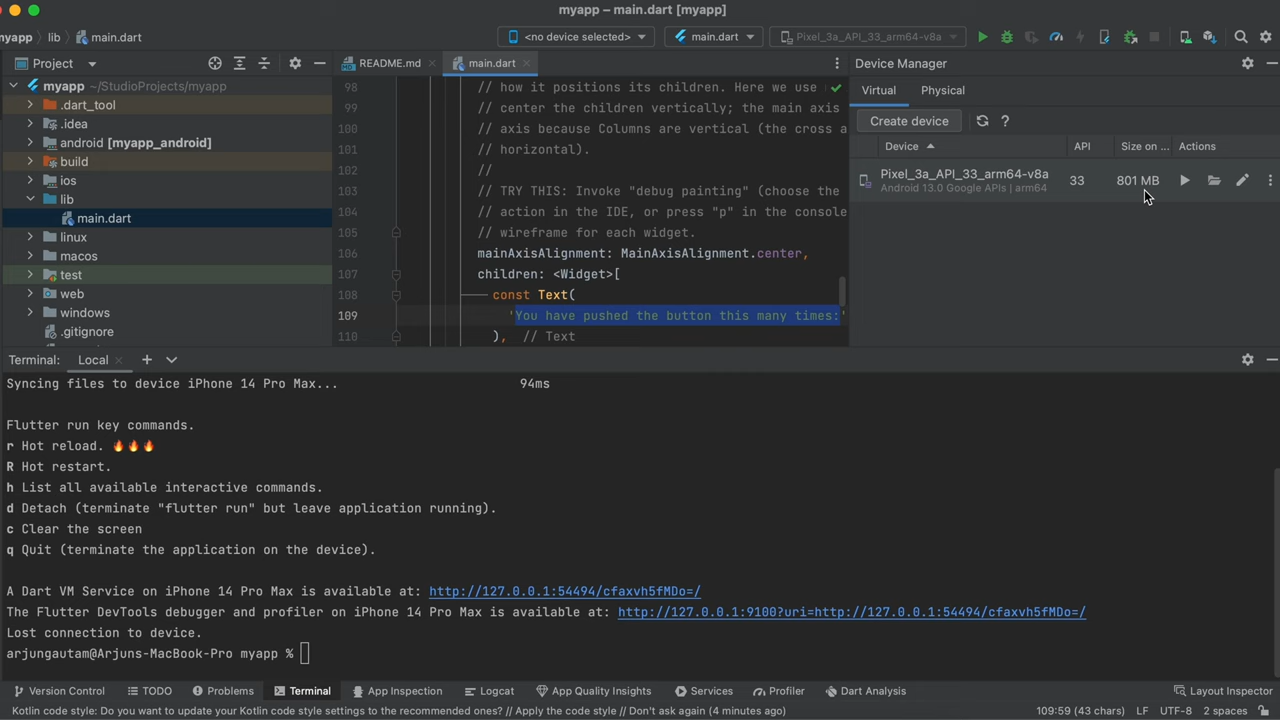 myapp – main.dart [myapp]
myapp
lib
main.dart
<no device selected>
main.dart
Pixel_3a_API_33_arm64-v8a
Project
README.md
main.dart
Device Manager
myapp ~/StudioProjects/myapp
.dart_tool
.idea
android [myapp_android]
build
ios
lib
main.dart
linux
macos
test
web
windows
.gitignore
98 // how it positions its children. Here we use
99 // center the children vertically; the main axis
100 // axis because Columns are vertical (the cross a
101 // horizontal).
102 //
103 // TRY THIS: Invoke "debug painting" (choose the
104 // action in the IDE, or press "p" in the console
105 // wireframe for each widget.
106 mainAxisAlignment: MainAxisAlignment.center,
107 children: <Widget>[
108 const Text(
109 'You have pushed the button this many times:'
110 ), // Text
Virtual Physical
Create device ?
Device API Size on ... Actions
Pixel_3a_API_33_arm64-v8a 33 801 MB
Android 13.0 Google APIs | arm64
Terminal: Local
Syncing files to device iPhone 14 Pro Max... 94ms
Flutter run key commands.
r Hot reload. 🔥🔥🔥
R Hot restart.
h List all available interactive commands.
d Detach (terminate "flutter run" but leave application running).
c Clear the screen
q Quit (terminate the application on the device).
A Dart VM Service on iPhone 14 Pro Max is available at: http://127.0.0.1:54494/cfaxvh5fMDo=/
The Flutter DevTools debugger and profiler on iPhone 14 Pro Max is available at: http://127.0.0.1:9100?uri=http://127.0.0.1:54494/cfaxvh5fMDo=/
Lost connection to device.
arjungautam@Arjuns-MacBook-Pro myapp %
Version Control TODO Problems Terminal App Inspection Logcat App Quality Insights Services Profiler Dart Analysis Layout Inspector
Kotlin code style: Do you want to update your Kotlin code style settings to the recommended ones? // Apply the code style // Don't ask again (4 minutes ago) 109:59 (43 chars) LF UTF-8 2 spaces